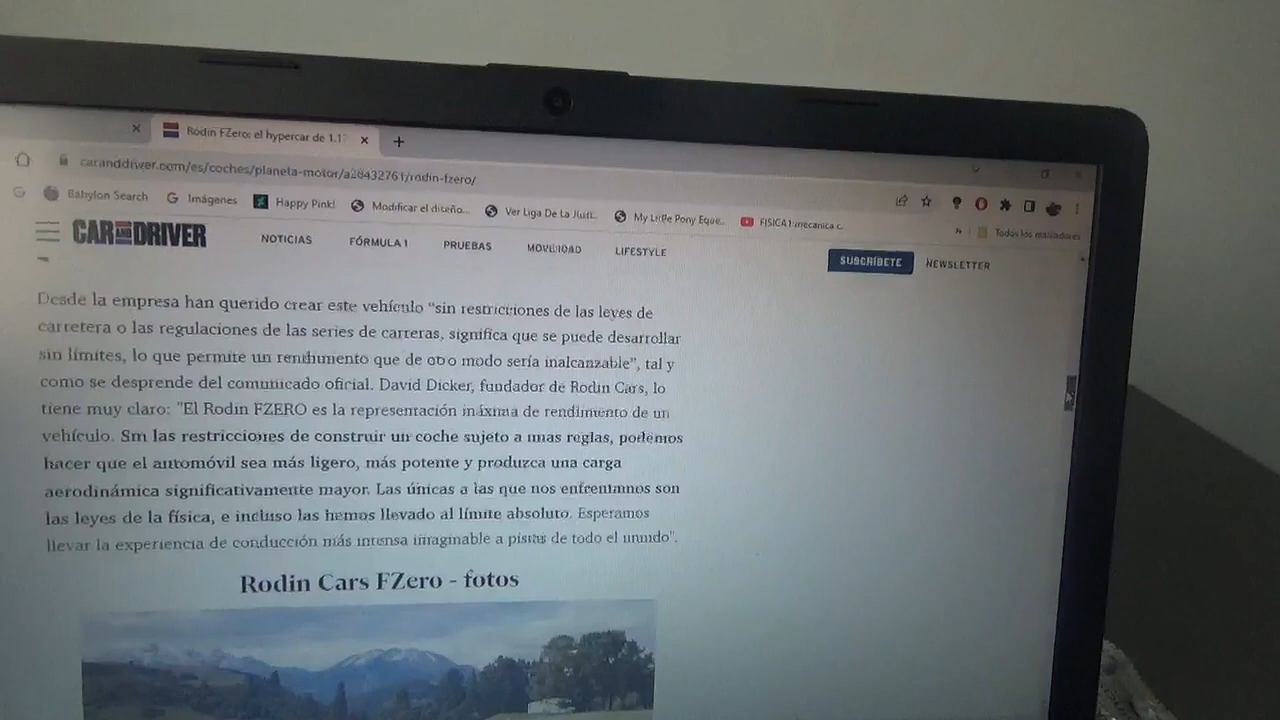 Rodin FZero: el hypercar de 1.1
caranddriver.com/es/coches/planeta-motor/a28432761/rodin-fzero/
Babylon Search
Imágenes
Happy Pink!
Modificar el diseño...
Ver Liga De La Justi..
My Little Pony Eque..
FISICA I mecanica c.
»
Todos los marcadores
CAR AND DRIVER
NOTICIAS
FÓRMULA 1
PRUEBAS
MOVILIDAD
LIFESTYLE
SUSCRÍBETE
NEWSLETTER
Desde la empresa han querido crear este vehículo “sin restricciones de las leyes de
carretera o las regulaciones de las series de carreras, significa que se puede desarrollar
sin límites, lo que permite un rendimiento que de otro modo sería inalcanzable”, tal y
como se desprende del comunicado oficial. David Dicker, fundador de Rodin Cars, lo
tiene muy claro: "El Rodin FZERO es la representación máxima de rendimiento de un
vehículo. Sin las restricciones de construir un coche sujeto a unas reglas, podemos
hacer que el automóvil sea más ligero, más potente y produzca una carga
aerodinámica significativamente mayor. Las únicas a las que nos enfrentamos son
las leyes de la física, e incluso las hemos llevado al límite absoluto. Esperamos
llevar la experiencia de conducción más intensa imaginable a pistas de todo el mundo".
Rodin Cars FZero - fotos